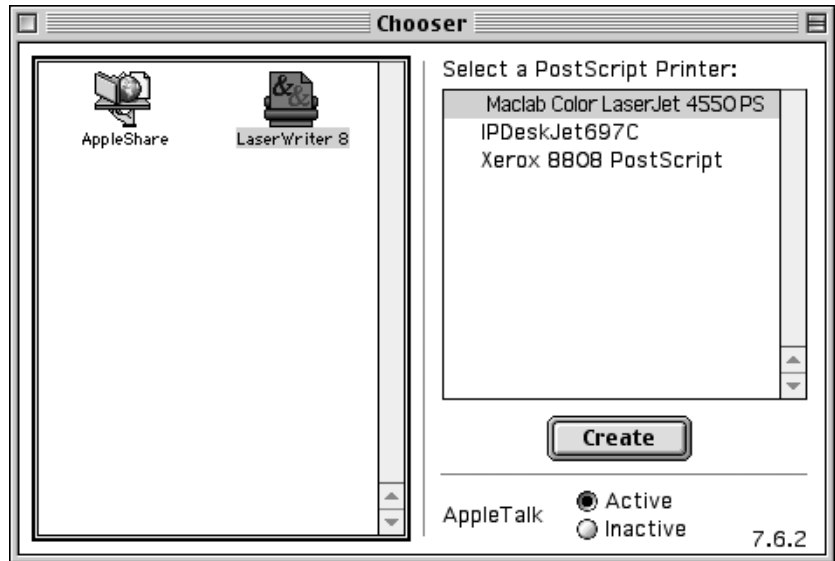 Chooser
AppleShare
LaserWriter 8
Select a PostScript Printer:
Maclab Color LaserJet 4550 PS
IPDeskJet697C
Xerox 8808 PostScript
Create
AppleTalk
Active
Inactive
7.6.2